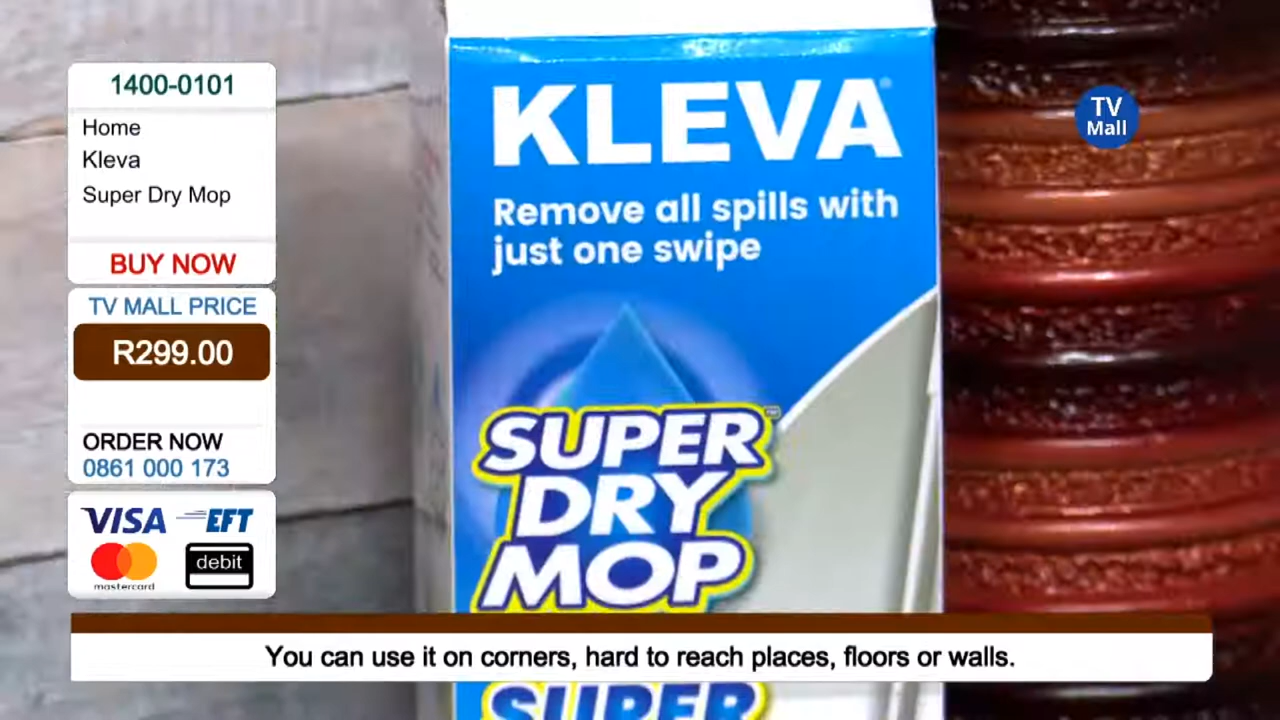 1400-0101
Home
Kleva
Super Dry Mop
BUY NOW
TV MALL PRICE
R299.00
ORDER NOW
0861 000 173
VISA EFT
mastercard debit
KLEVA®
Remove all spills with
just one swipe
SUPER
DRY
MOP™
SUPER
TV
Mall
You can use it on corners, hard to reach places, floors or walls.